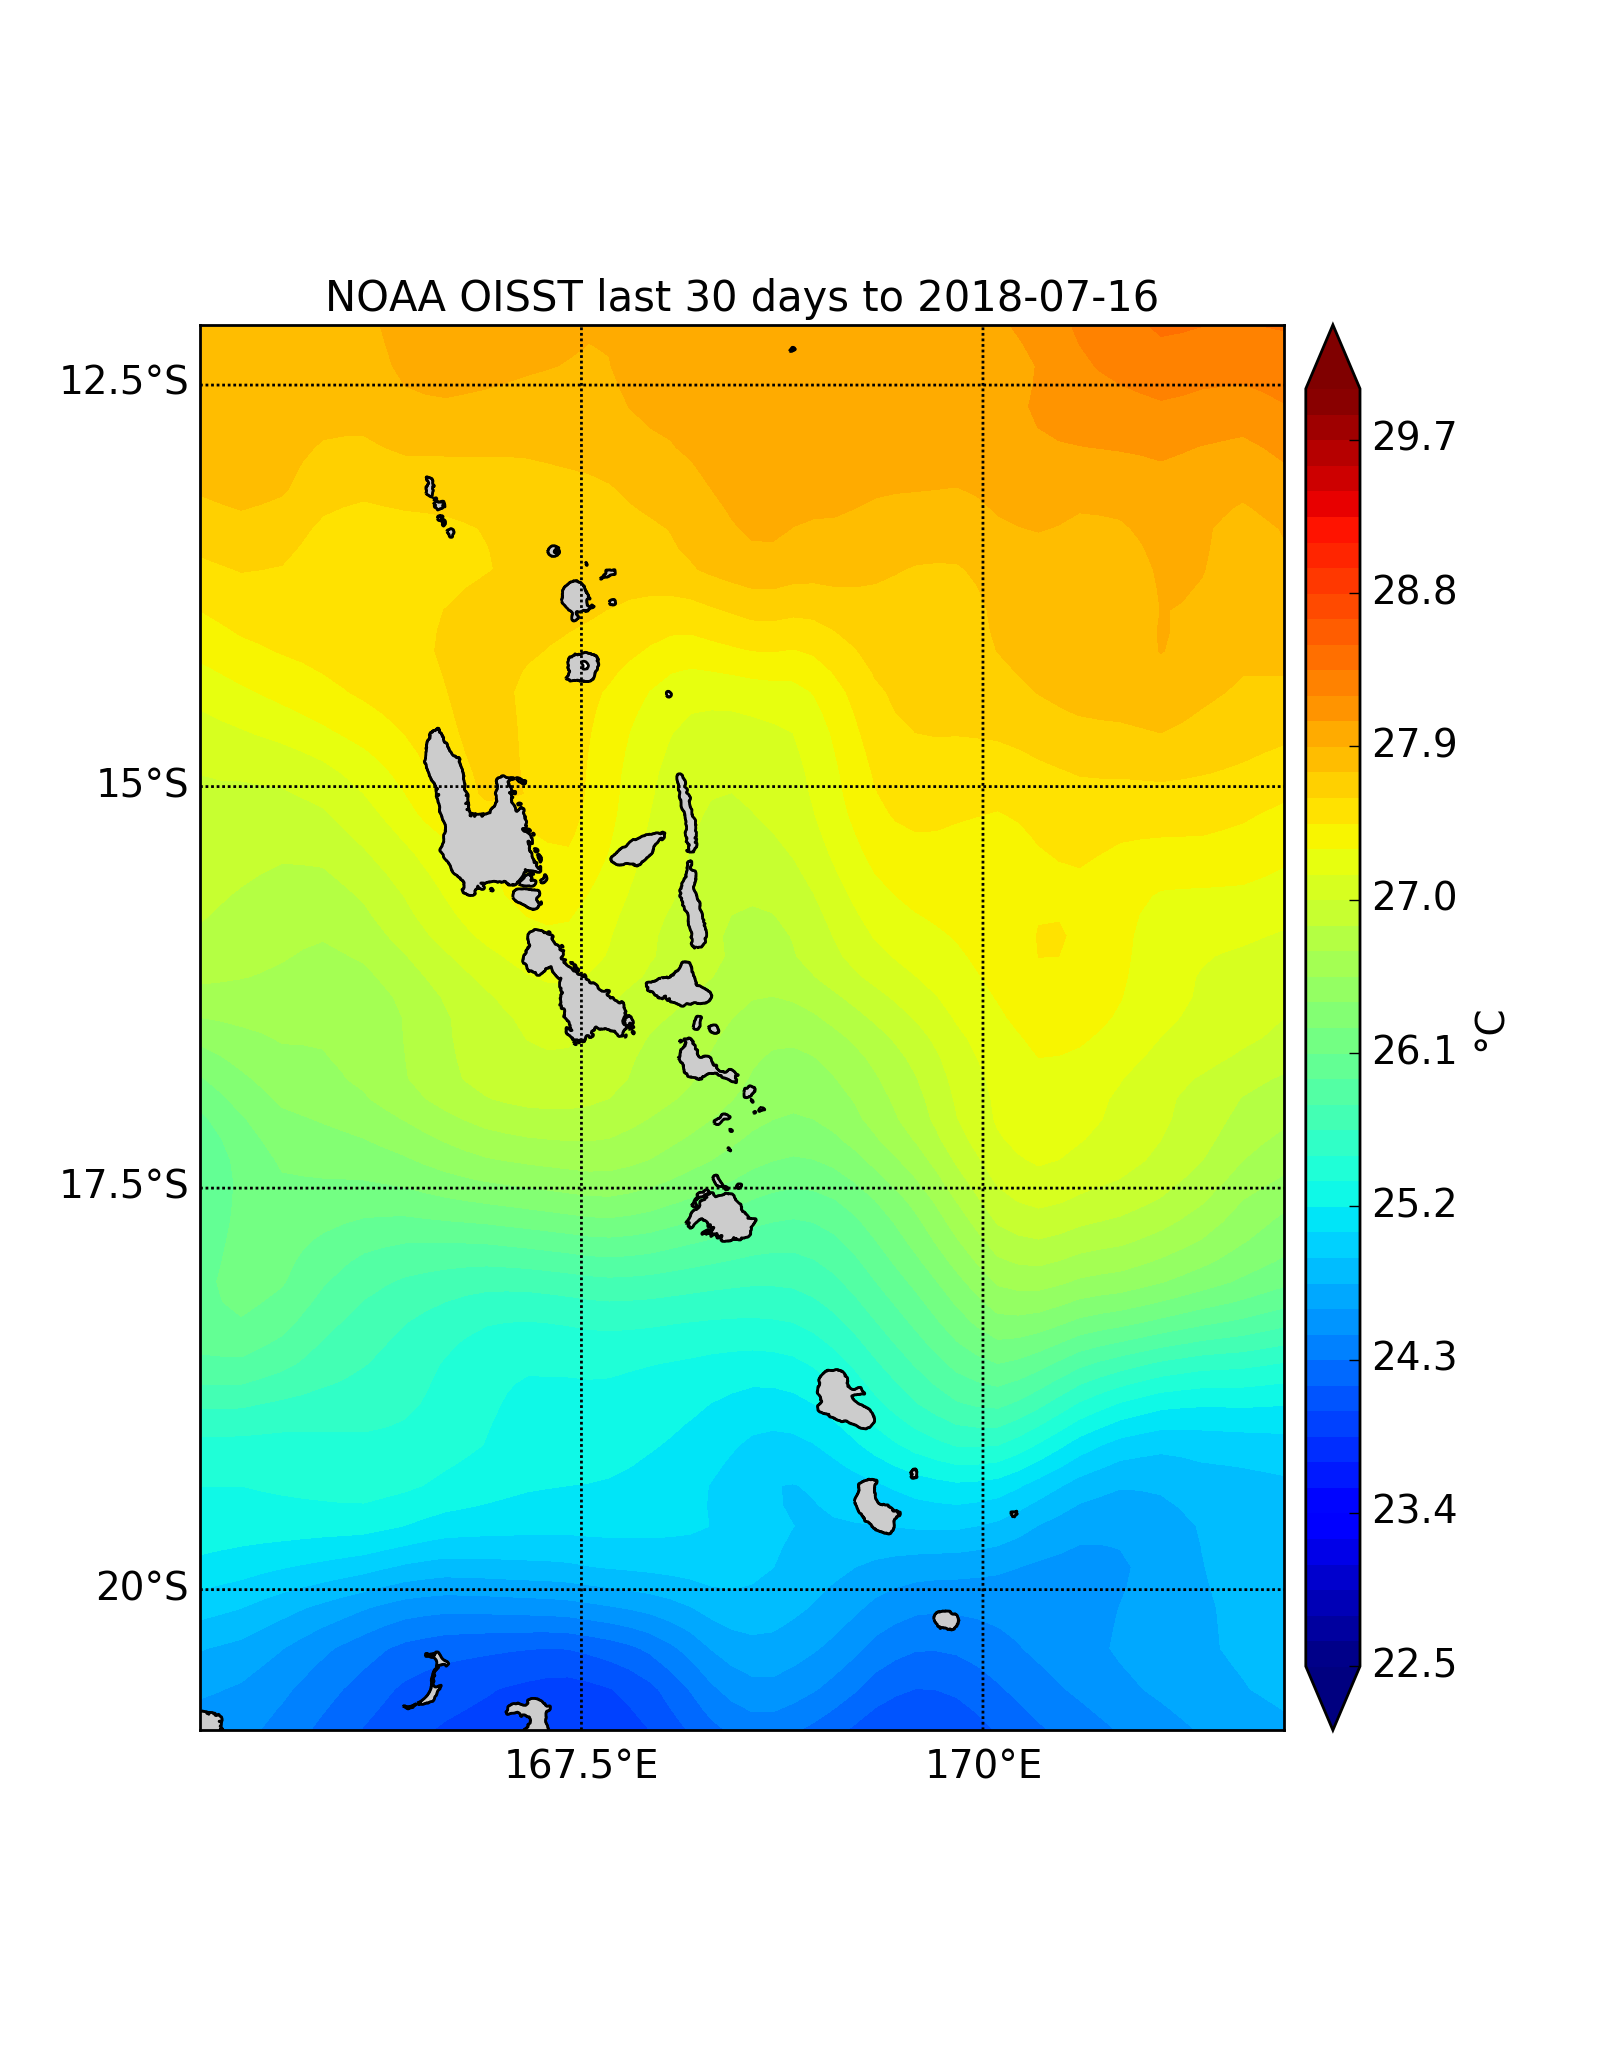 NOAA OISST last 30 days to 2018-07-16
12.5°S
15°S
17.5°S
20°S
167.5°E
170°E
29.7
28.8
27.9
27.0
26.1
25.2
24.3
23.4
22.5
°C